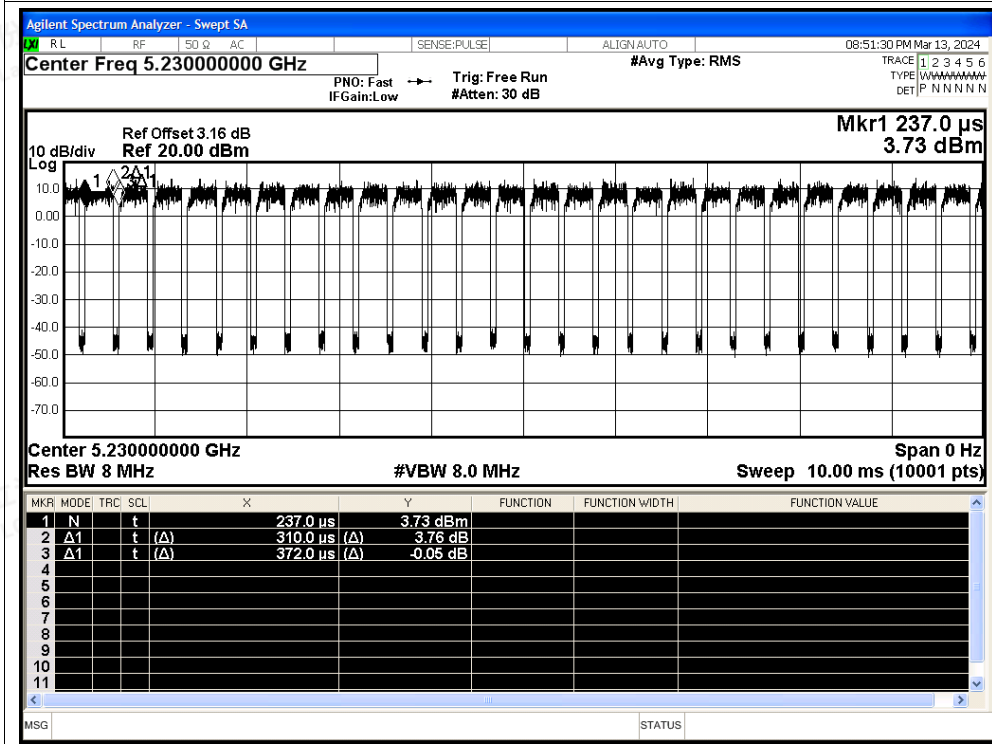 Agilent Spectrum Analyzer - Swept SA
LXI RL RF 50 Ω AC SENSE:PULSE ALIGN AUTO 08:51:30 PM Mar 13, 2024
Center Freq 5.230000000 GHz #Avg Type: RMS TRACE 1 2 3 4 5 6
PNO: Fast Trig: Free Run TYPE
IFGain:Low #Atten: 30 dB DET P N N N N N
Mkr1 237.0 µs
Ref Offset 3.16 dB
10 dB/div Ref 20.00 dBm 3.73 dBm
Log
1 2Δ1
10.0
0.00
-10.0
-20.0
-30.0
-40.0
-50.0
-60.0
-70.0
Center 5.230000000 GHz Span 0 Hz
Res BW 8 MHz #VBW 8.0 MHz Sweep 10.00 ms (10001 pts)
MKR MODE TRC SCL X Y FUNCTION FUNCTION WIDTH FUNCTION VALUE
1 N t 237.0 µs 3.73 dBm
2 Δ1 t (Δ) 310.0 µs (Δ) 3.76 dB
3 Δ1 t (Δ) 372.0 µs (Δ) -0.05 dB
4
5
6
7
8
9
10
11
MSG STATUS